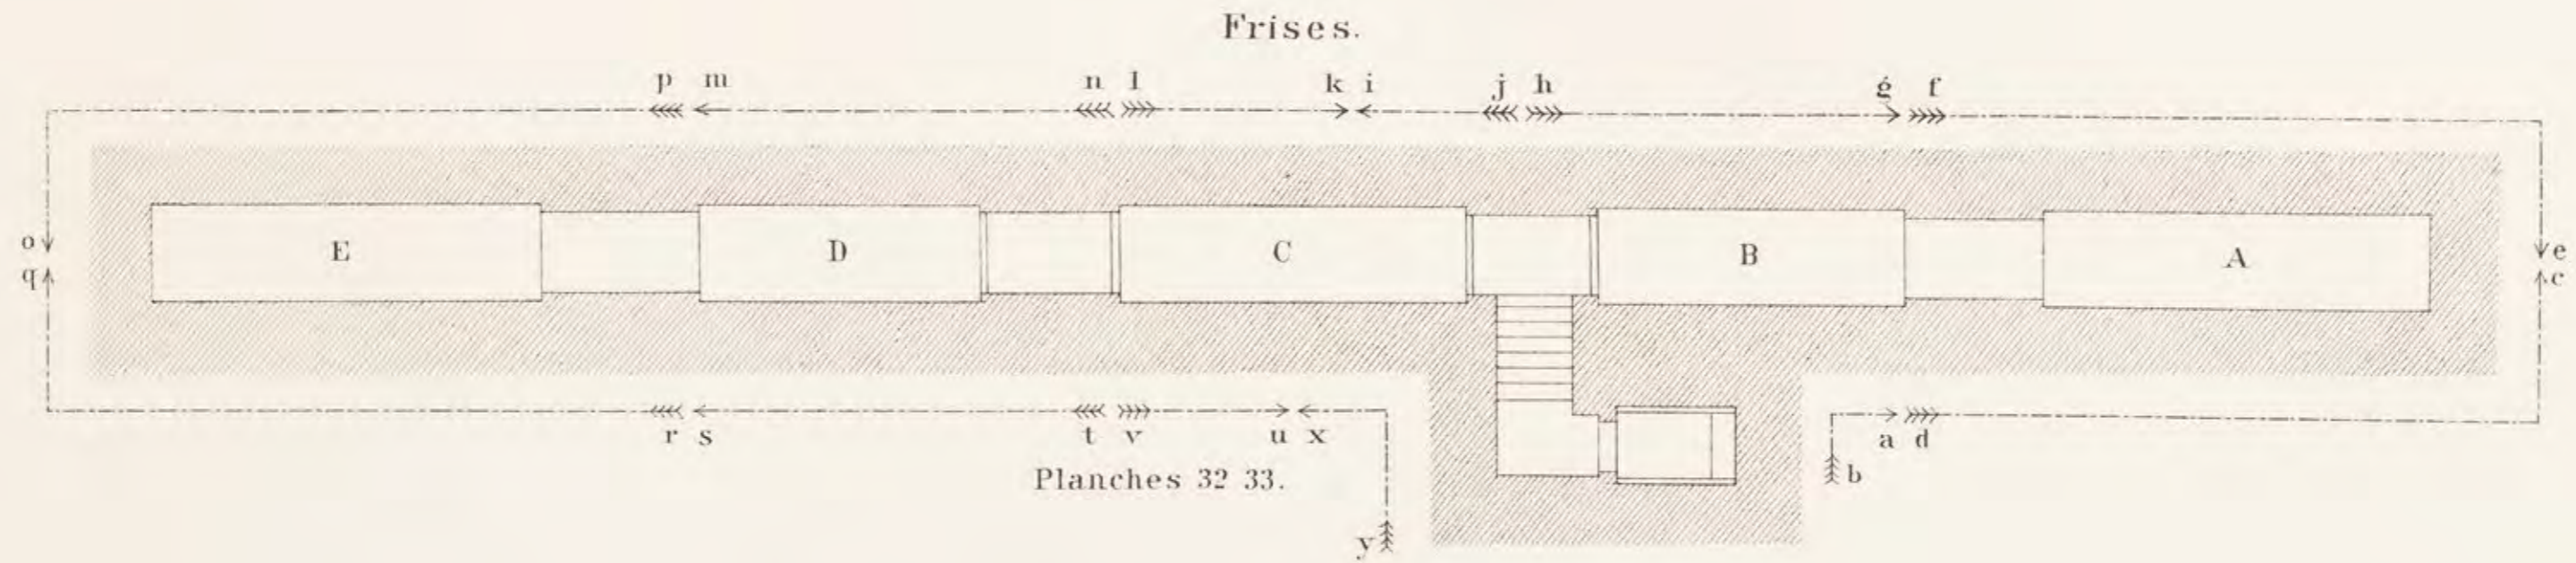 Frises.
p m n l k i j h g f
o E D C B A e
q c
r s t v u x a d
Planches 32 33.
b
y